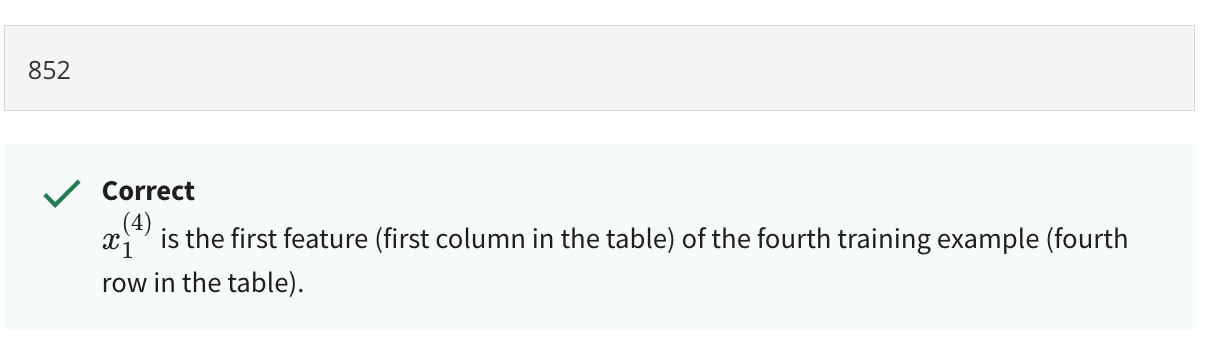 852
Correct
x₁⁽⁴⁾ is the first feature (first column in the table) of the fourth training example (fourth
row in the table).